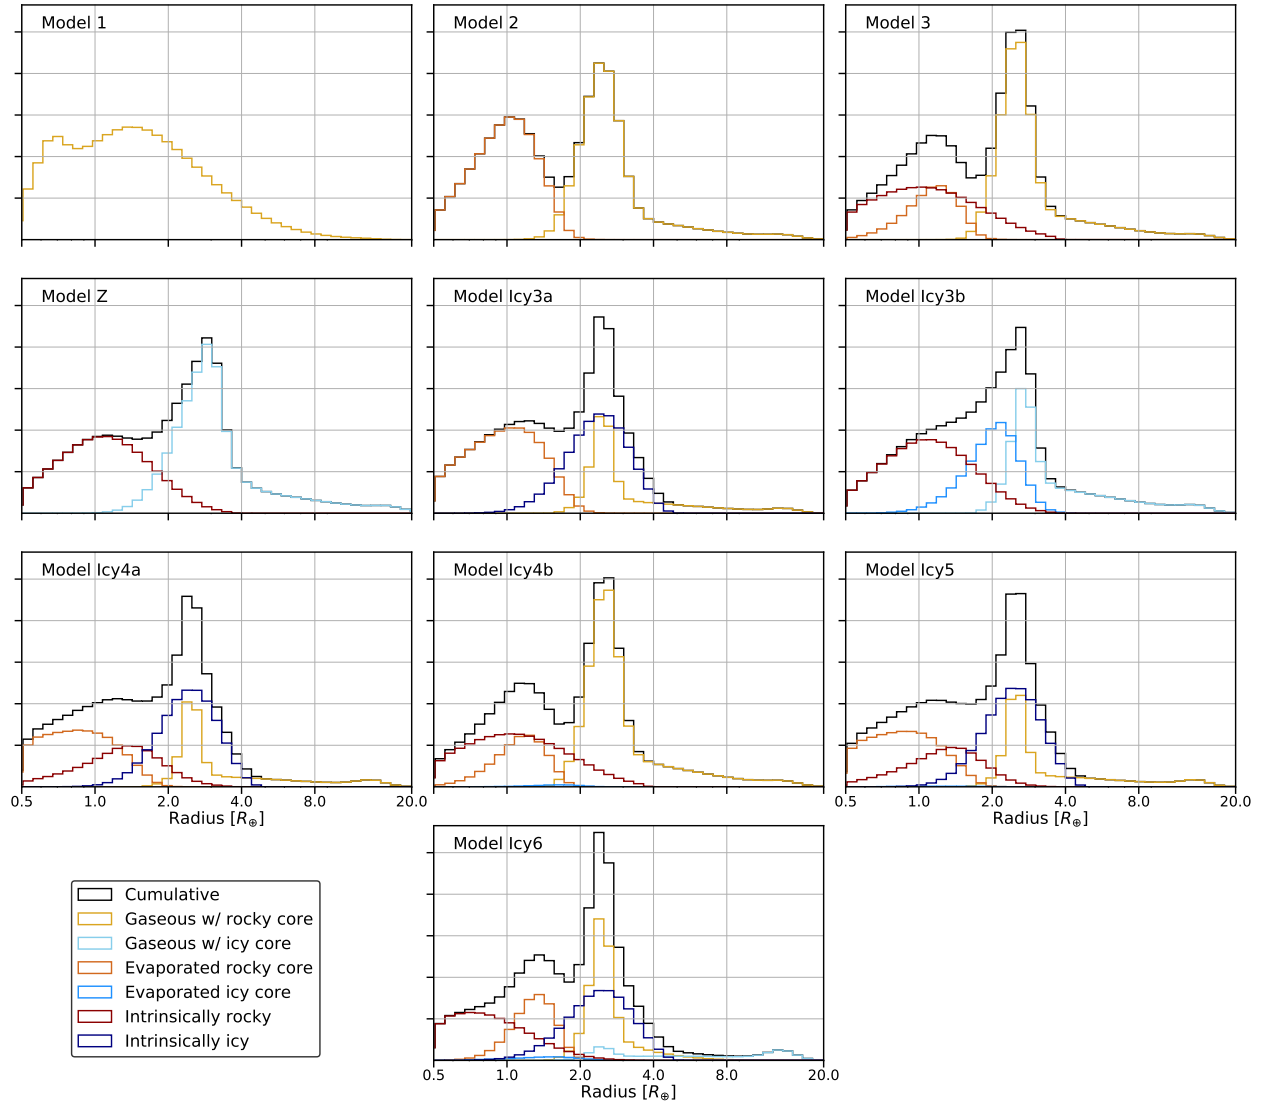 Model 1
Model 2
Model 3
Model Z
Model Icy3a
Model Icy3b
Model Icy4a
Model Icy4b
Model Icy5
0.5 1.0 2.0 4.0 8.0 20.0
Radius [R⊕]
0.5 1.0 2.0 4.0 8.0 20.0
Radius [R⊕]
Model Icy6
0.5 1.0 2.0 4.0 8.0 20.0
Radius [R⊕]
Cumulative
Gaseous w/ rocky core
Gaseous w/ icy core
Evaporated rocky core
Evaporated icy core
Intrinsically rocky
Intrinsically icy